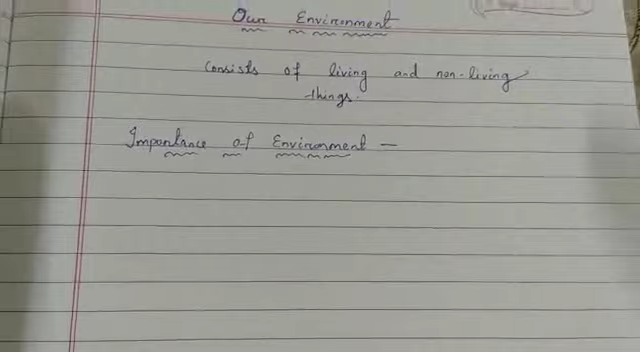 Our Environment
Consists of living and non-living
things.
Importance of Environment —